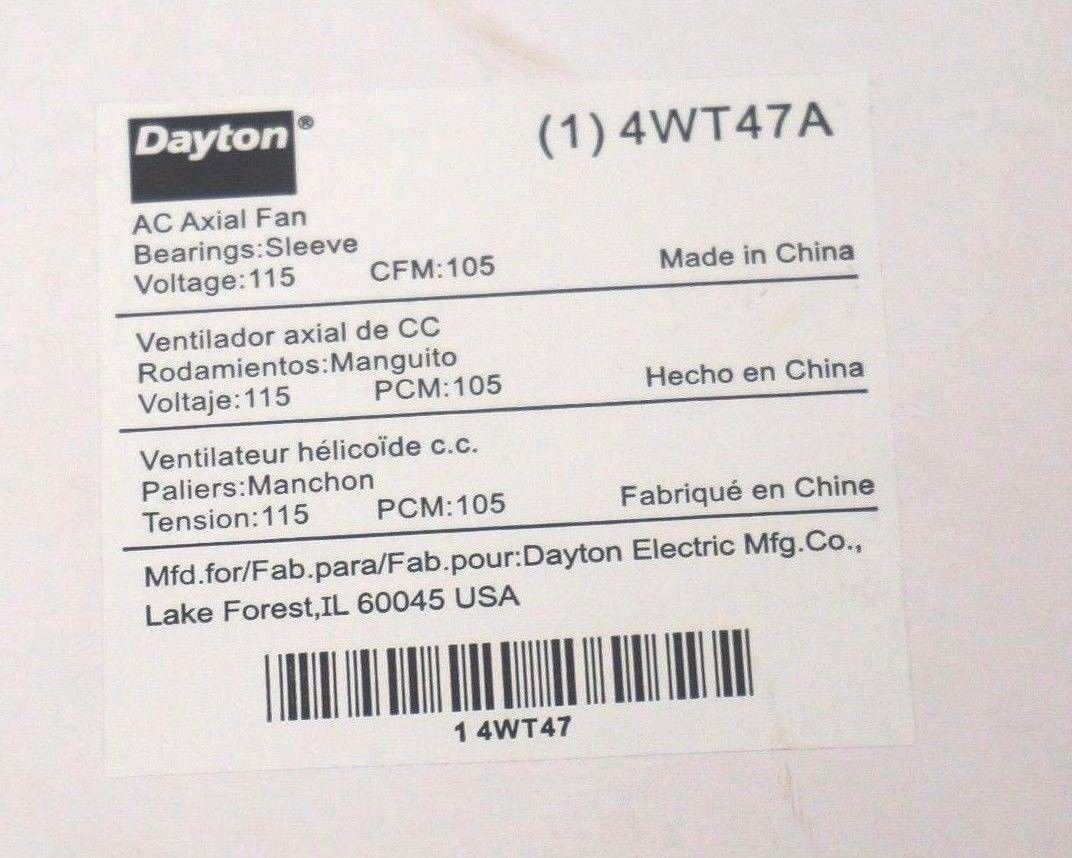 Dayton®
(1) 4WT47A
AC Axial Fan
Bearings:Sleeve
Voltage:115 CFM:105 Made in China
Ventilador axial de CC
Rodamientos:Manguito
Voltaje:115 PCM:105 Hecho en China
Ventilateur hélicoïde c.c.
Paliers:Manchon
Tension:115 PCM:105 Fabriqué en Chine
Mfd.for/Fab.para/Fab.pour:Dayton Electric Mfg.Co.,
Lake Forest,IL 60045 USA
1 4WT47